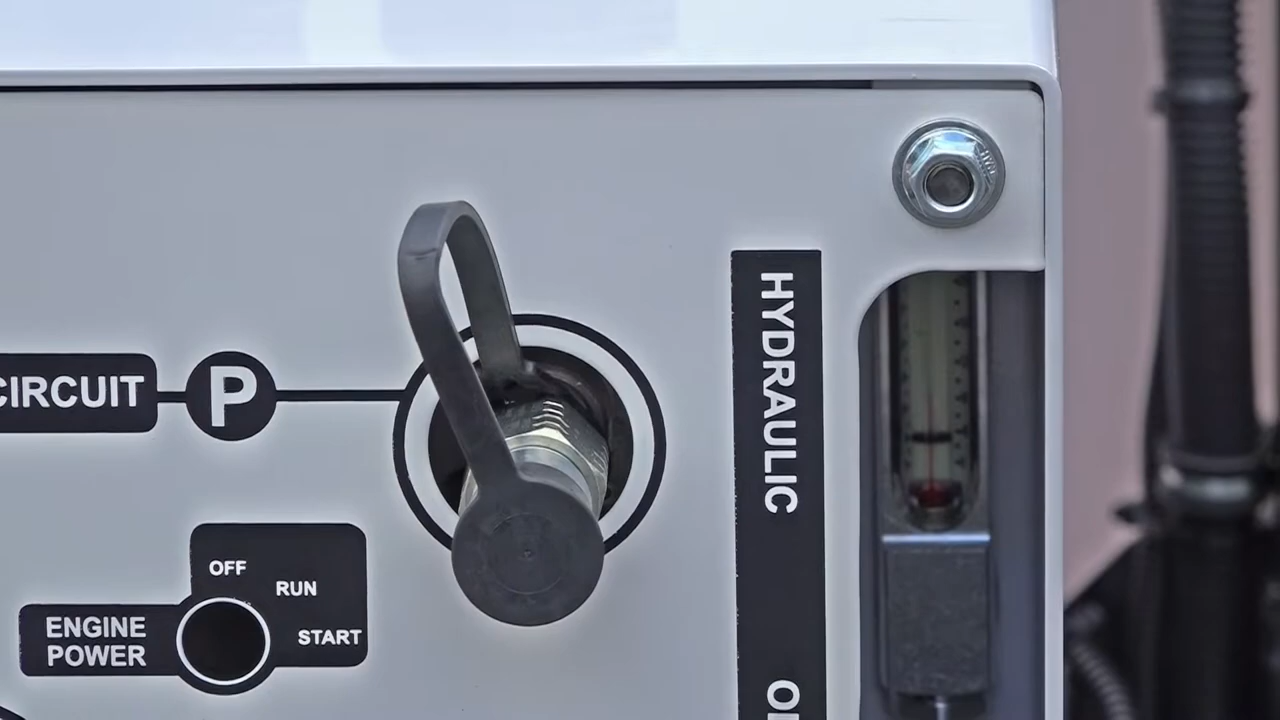 CIRCUIT
P
HYDRAULIC
OFF
RUN
START
ENGINE
POWER